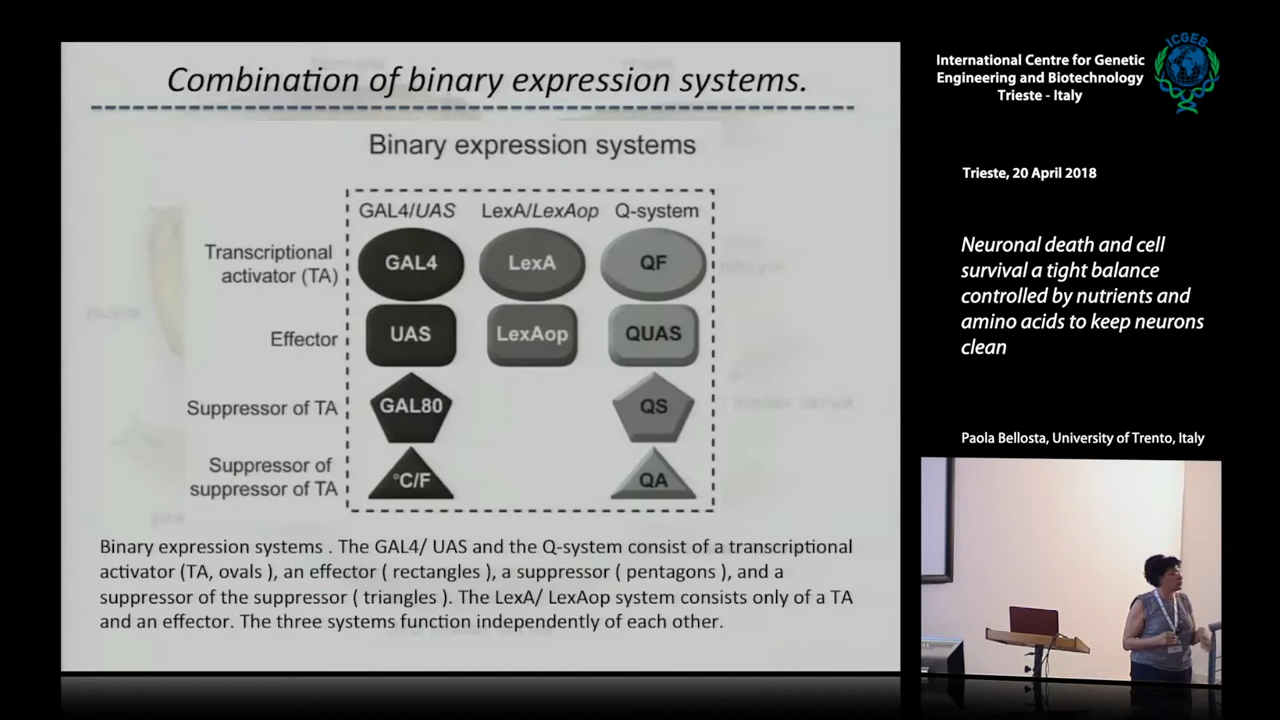 Combination of binary expression systems.
Binary expression systems
GAL4/UAS LexA/LexAop Q-system
Transcriptional
activator (TA)
GAL4 LexA QF
Effector
UAS LexAop QUAS
Suppressor of TA
GAL80 QS
Suppressor of
suppressor of TA
°C/F QA
Binary expression systems . The GAL4/ UAS and the Q-system consist of a transcriptional
activator (TA, ovals ), an effector ( rectangles ), a suppressor ( pentagons ), and a
suppressor of the suppressor ( triangles ). The LexA/ LexAop system consists only of a TA
and an effector. The three systems function independently of each other.
International Centre for Genetic
Engineering and Biotechnology
Trieste - Italy
ICGEB
Trieste, 20 April 2018
Neuronal death and cell
survival a tight balance
controlled by nutrients and
amino acids to keep neurons
clean
Paola Bellosta, University of Trento, Italy